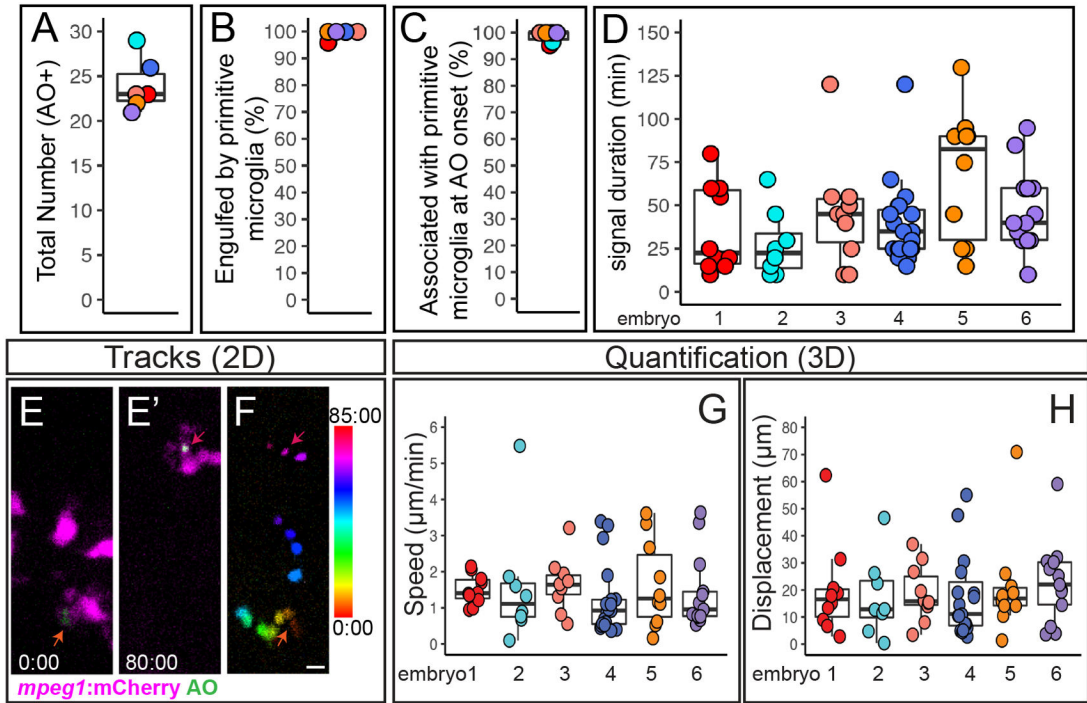 A
Total Number (AO+)
30
25
20
15
10
5
0
B
Engulfed by primitive
microglia (%)
100
90
80
70
60
50
40
30
20
10
0
C
Associated with primitive
microglia at AO onset (%)
100
90
80
70
60
50
40
30
20
10
0
D
signal duration (min)
150
125
100
75
50
25
0
embryo 1 2 3 4 5 6
Tracks (2D)
Quantification (3D)
E
0:00
E'
80:00
F
85:00
0:00
mpeg1:mCherry AO
G
Speed (µm/min)
6
5
4
3
2
1
0
embryo 1 2 3 4 5 6
H
Displacement (µm)
80
70
60
50
40
30
20
10
0
embryo 1 2 3 4 5 6